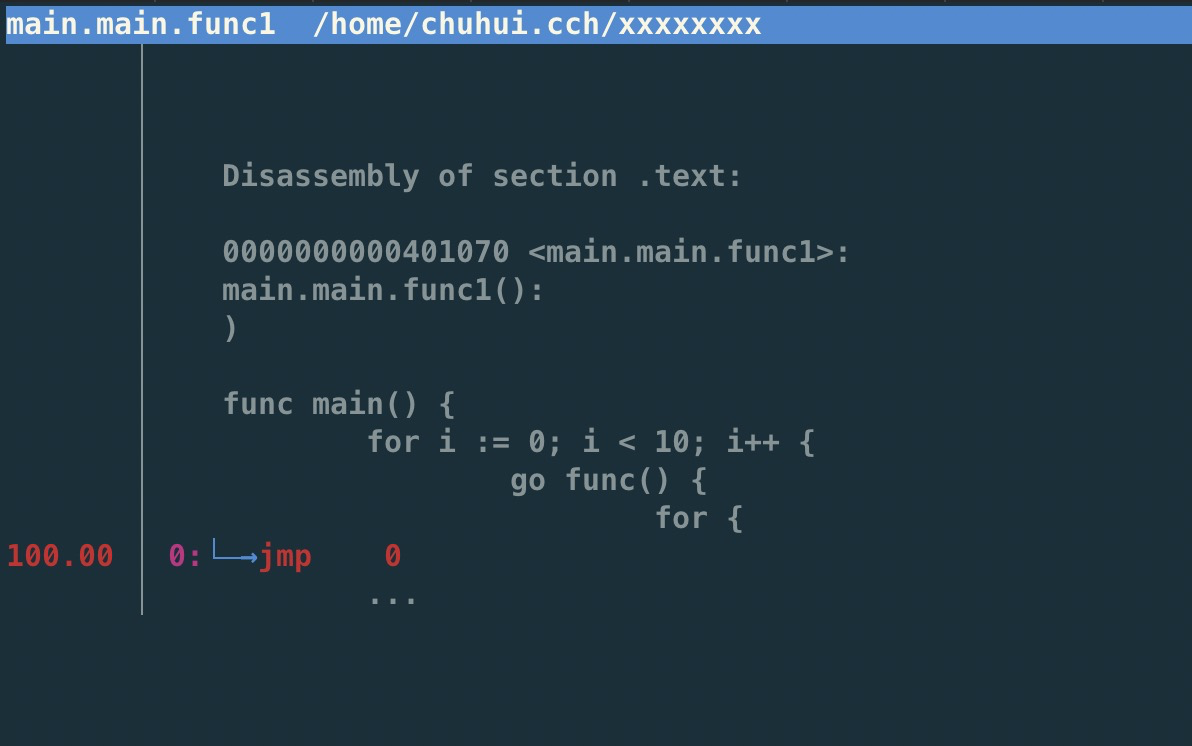 main.main.func1  /home/chuhui.cch/xxxxxxxx
Disassembly of section .text:
0000000000401070 <main.main.func1>:
main.main.func1():
)
func main() {
for i := 0; i < 10; i++ {
go func() {
for {
100.00 0: └─→jmp 0
...